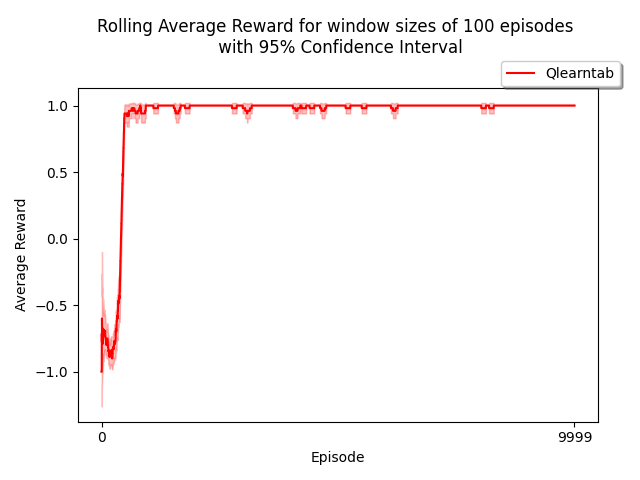 Rolling Average Reward for window sizes of 100 episodes
with 95% Confidence Interval
Qlearntab
1.0
0.5
0.0
−0.5
−1.0
Average Reward
0
9999
Episode